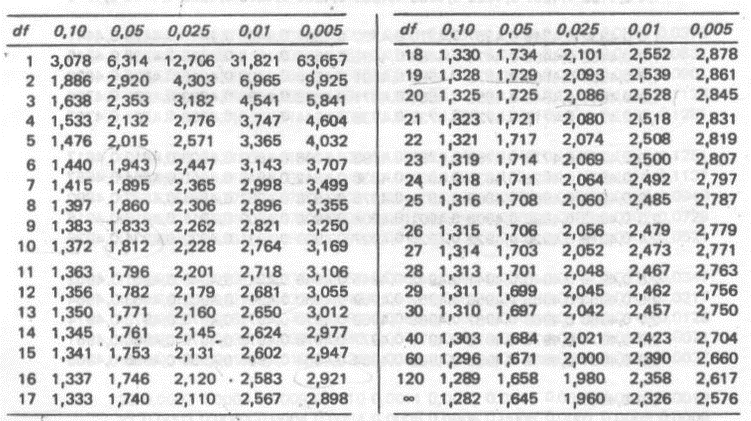 df 0,10 0,05 0,025 0,01 0,005
1 3,078 6,314 12,706 31,821 63,657
2 1,886 2,920 4,303 6,965 9,925
3 1,638 2,353 3,182 4,541 5,841
4 1,533 2,132 2,776 3,747 4,604
5 1,476 2,015 2,571 3,365 4,032
6 1,440 1,943 2,447 3,143 3,707
7 1,415 1,895 2,365 2,998 3,499
8 1,397 1,860 2,306 2,896 3,355
9 1,383 1,833 2,262 2,821 3,250
10 1,372 1,812 2,228 2,764 3,169
11 1,363 1,796 2,201 2,718 3,106
12 1,356 1,782 2,179 2,681 3,055
13 1,350 1,771 2,160 2,650 3,012
14 1,345 1,761 2,145 2,624 2,977
15 1,341 1,753 2,131 2,602 2,947
16 1,337 1,746 2,120 2,583 2,921
17 1,333 1,740 2,110 2,567 2,898
df 0,10 0,05 0,025 0,01 0,005
18 1,330 1,734 2,101 2,552 2,878
19 1,328 1,729 2,093 2,539 2,861
20 1,325 1,725 2,086 2,528 2,845
21 1,323 1,721 2,080 2,518 2,831
22 1,321 1,717 2,074 2,508 2,819
23 1,319 1,714 2,069 2,500 2,807
24 1,318 1,711 2,064 2,492 2,797
25 1,316 1,708 2,060 2,485 2,787
26 1,315 1,706 2,056 2,479 2,779
27 1,314 1,703 2,052 2,473 2,771
28 1,313 1,701 2,048 2,467 2,763
29 1,311 1,699 2,045 2,462 2,756
30 1,310 1,697 2,042 2,457 2,750
40 1,303 1,684 2,021 2,423 2,704
60 1,296 1,671 2,000 2,390 2,660
120 1,289 1,658 1,980 2,358 2,617
∞ 1,282 1,645 1,960 2,326 2,576